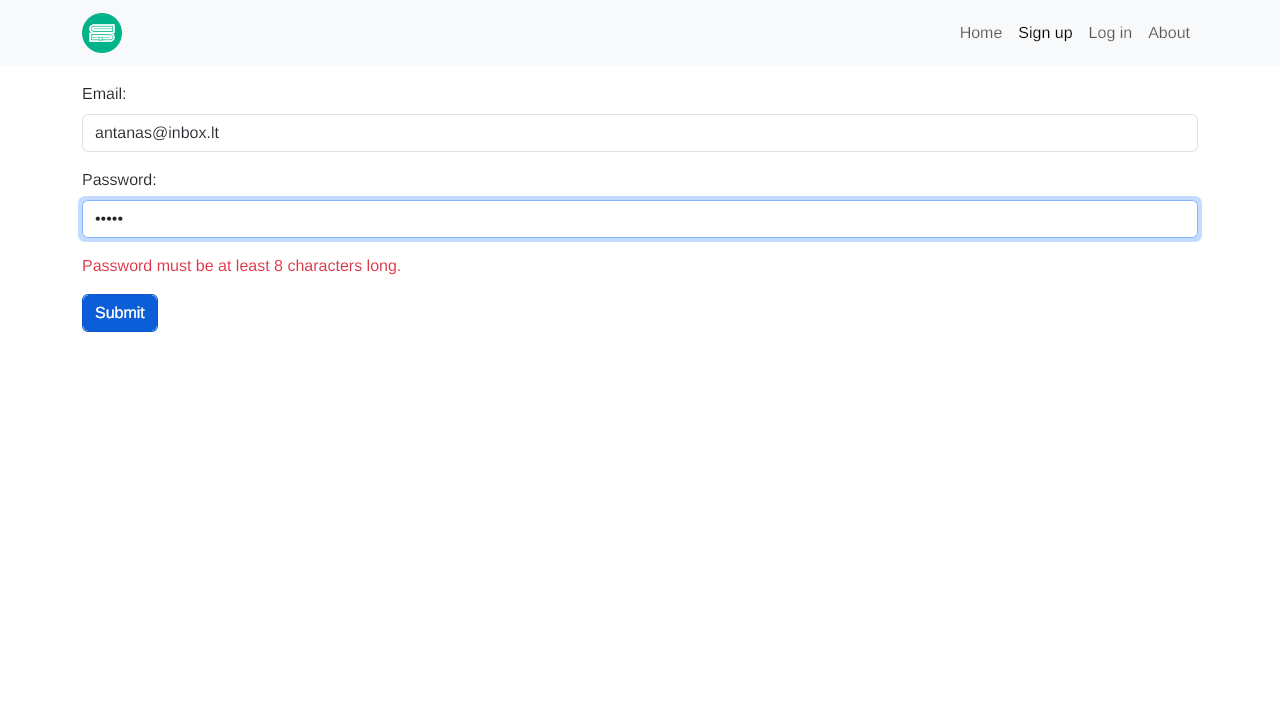 Home Sign up Log in About
Email:
antanas@inbox.lt
Password:
•••••
Password must be at least 8 characters long.
Submit